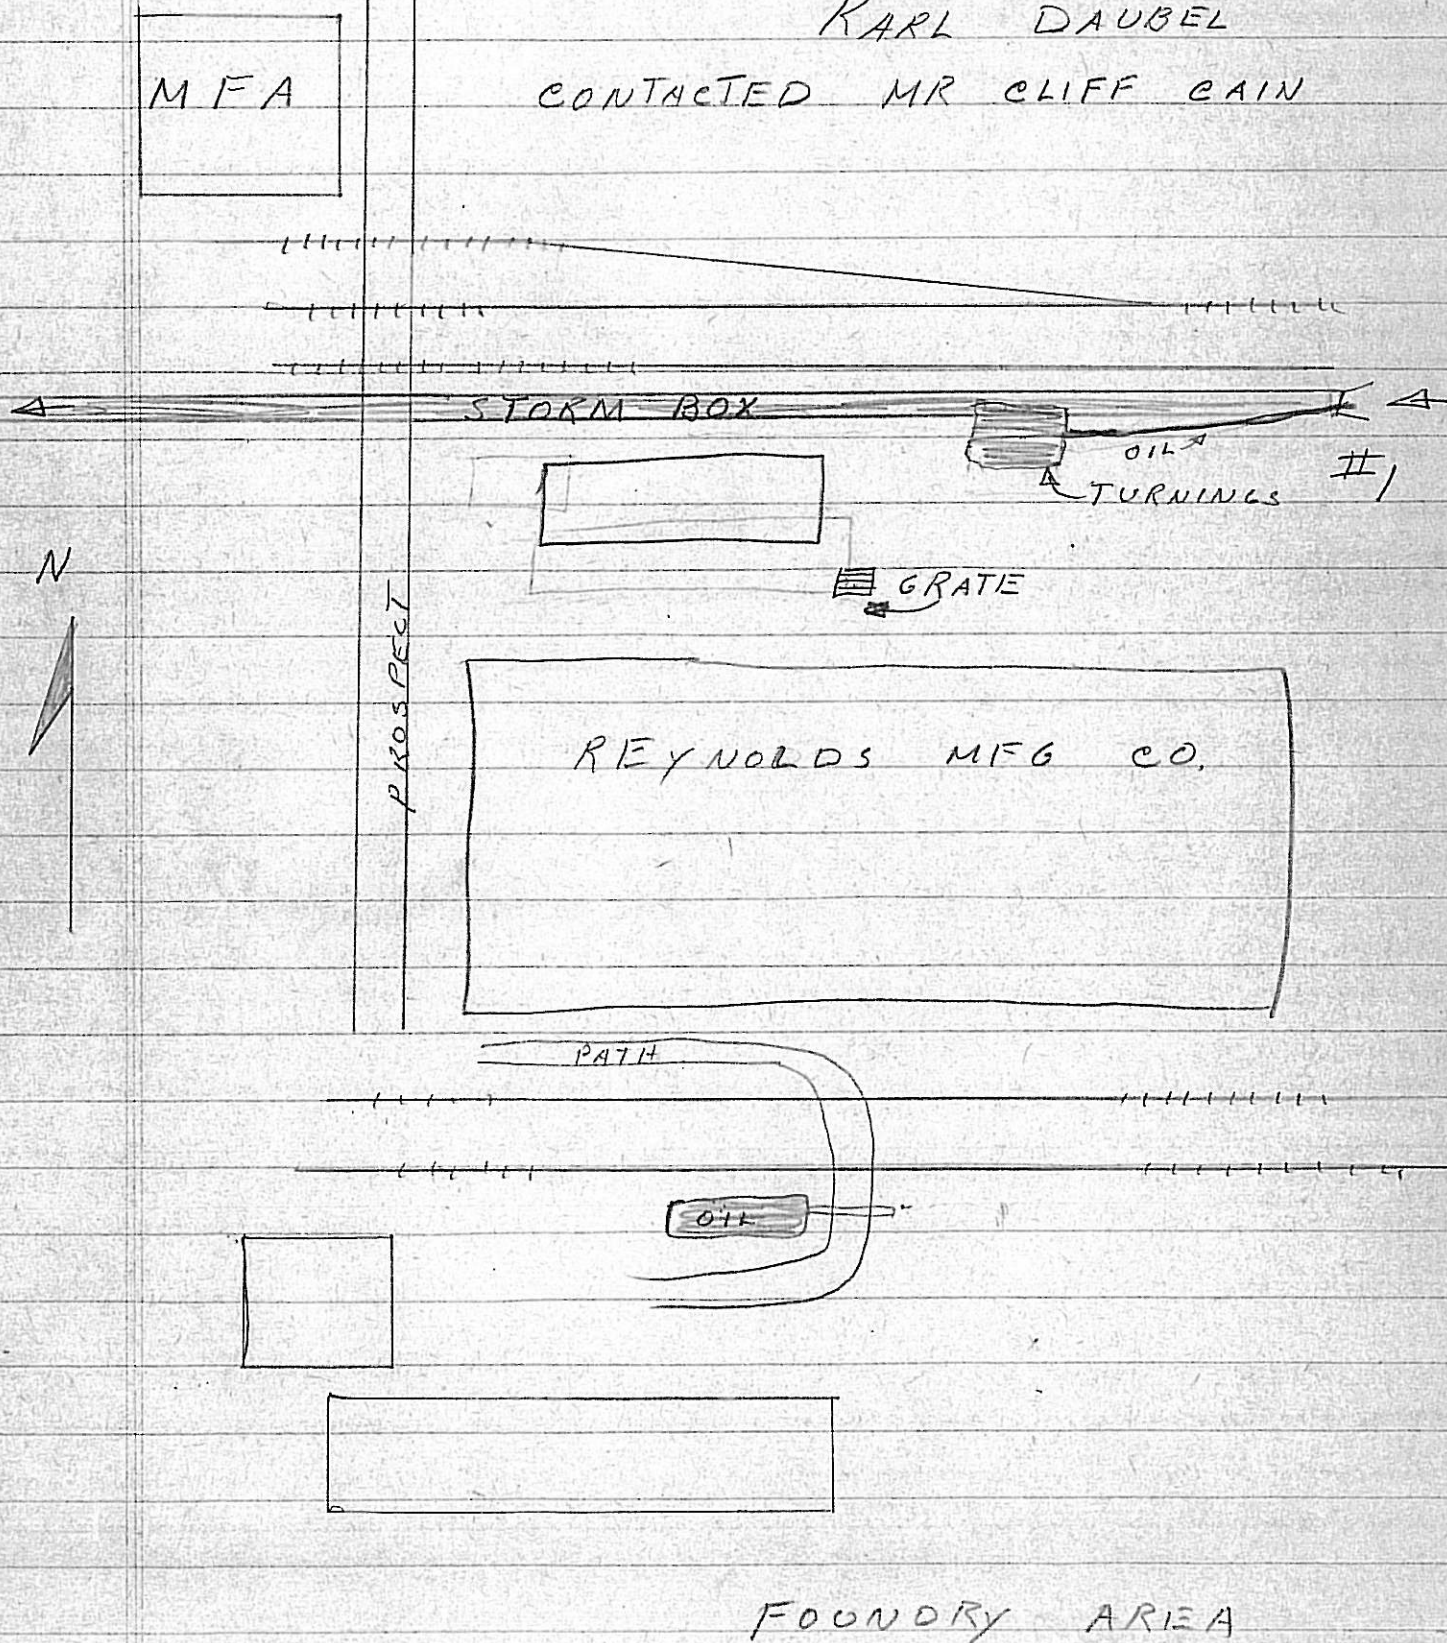 KARL DAUBEL
MFA
CONTACTED MR CLIFF CAIN
STORM BOX
OIL
#1
TURNINGS
N
GRATE
PROSPECT
REYNOLDS MFG CO.
PATH
OIL
FOUNDRY AREA